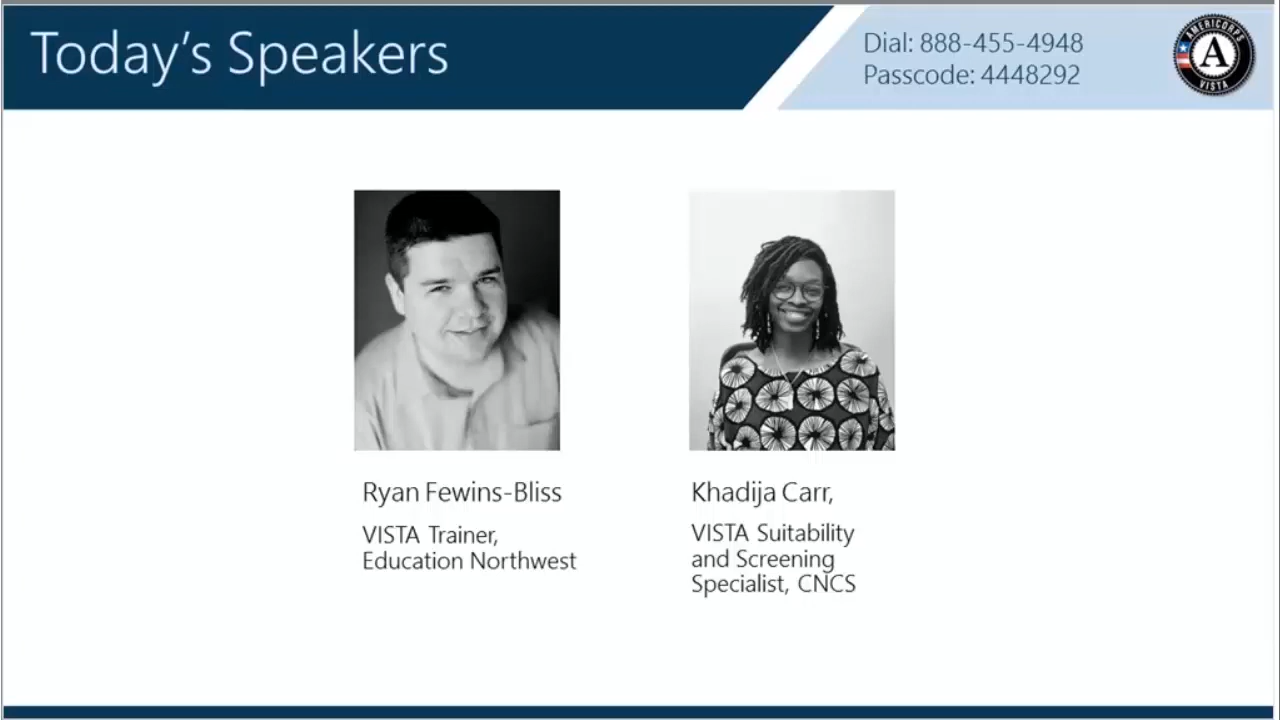 Today's Speakers
Dial: 888-455-4948
Passcode: 4448292
AMERICORPS
A
VISTA
Ryan Fewins-Bliss
VISTA Trainer,
Education Northwest
Khadija Carr,
VISTA Suitability
and Screening
Specialist, CNCS